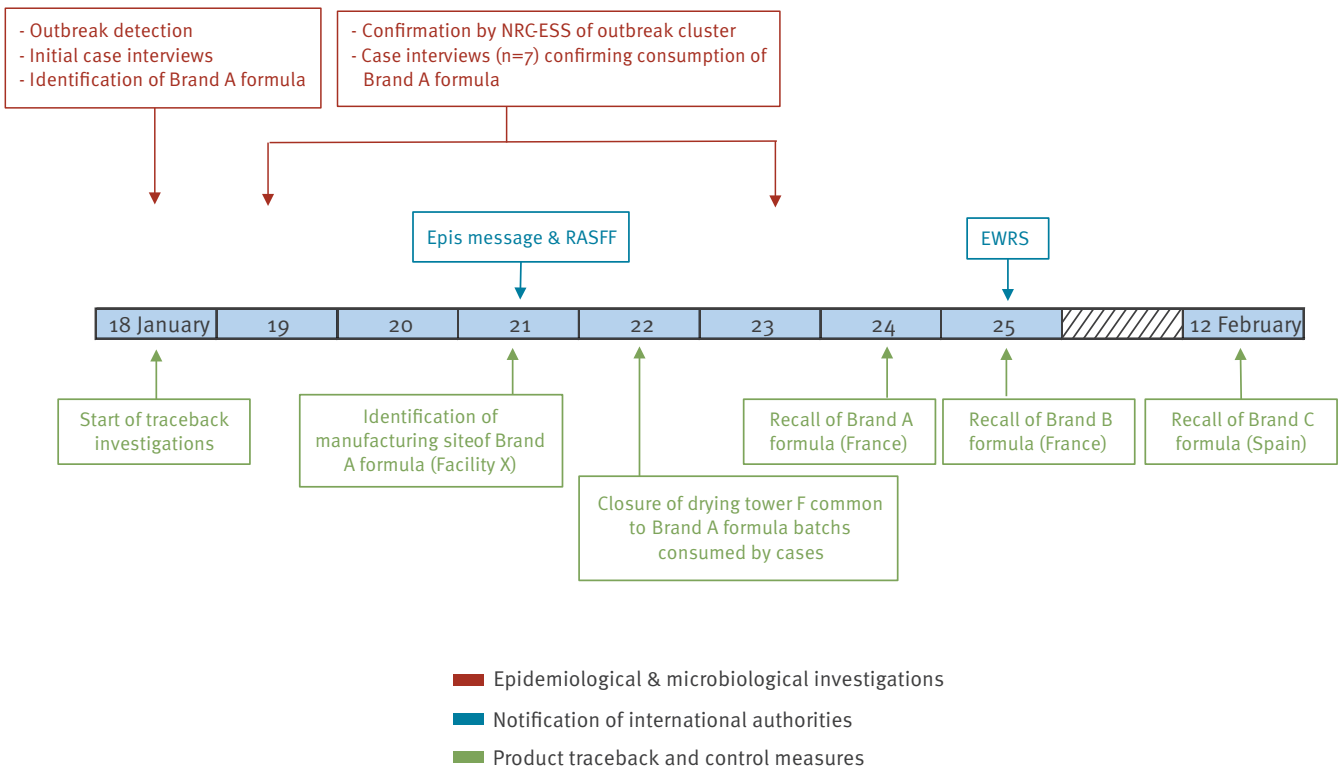 - Outbreak detection
- Initial case interviews
- Identification of Brand A formula
- Confirmation by NRC-ESS of outbreak cluster
- Case interviews (n=7) confirming consumption of
Brand A formula
Epis message & RASFF
EWRS
18 January
19
20
21
22
23
24
25
12 February
Start of traceback
investigations
Identification of
manufacturing siteof Brand
A formula (Facility X)
Closure of drying tower F common
to Brand A formula batchs
consumed by cases
Recall of Brand A
formula (France)
Recall of Brand B
formula (France)
Recall of Brand C
formula (Spain)
Epidemiological & microbiological investigations
Notification of international authorities
Product traceback and control measures